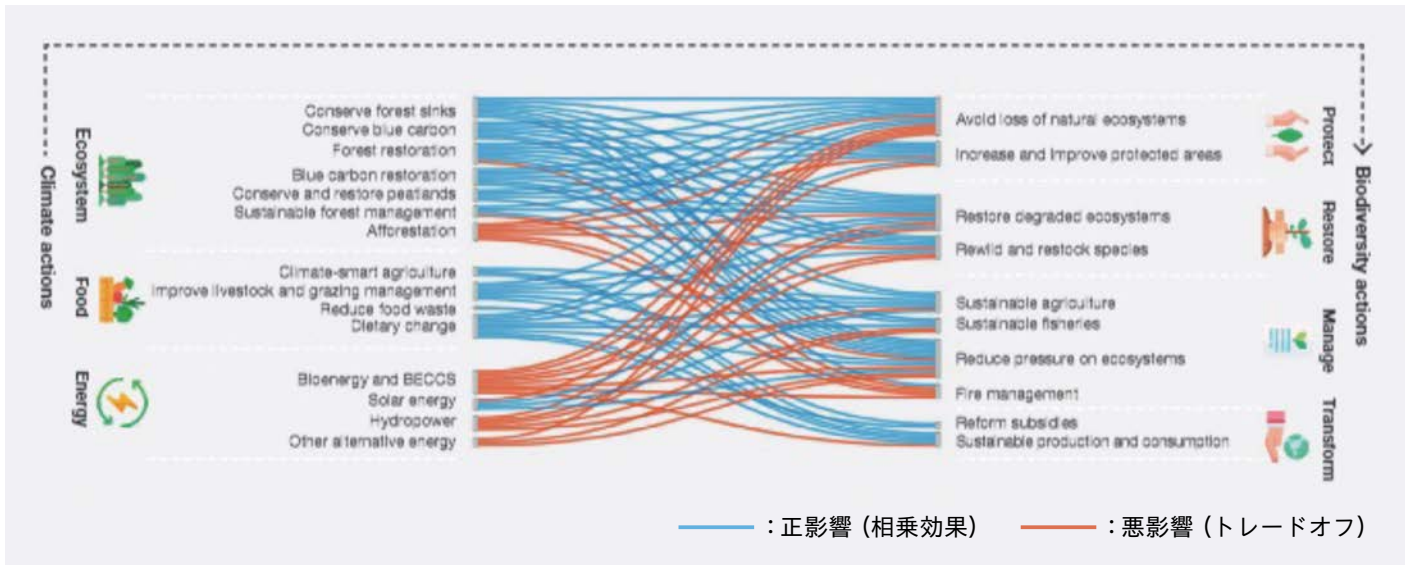 Climate actions
Ecosystem
Conserve forest sinks
Conserve blue carbon
Forest restoration
Blue carbon restoration
Conserve and restore peatlands
Sustainable forest management
Afforestation
Food
Climate-smart agriculture
Improve livestock and grazing management
Reduce food waste
Dietary change
Energy
Bioenergy and BECCS
Solar energy
Hydropower
Other alternative energy
Biodiversity actions
Protect
Avoid loss of natural ecosystems
Increase and improve protected areas
Restore
Restore degraded ecosystems
Rewild and restock species
Manage
Sustainable agriculture
Sustainable fisheries
Reduce pressure on ecosystems
Fire management
Transform
Reform subsidies
Sustainable production and consumption
：正影響（相乗効果）
：悪影響（トレードオフ）